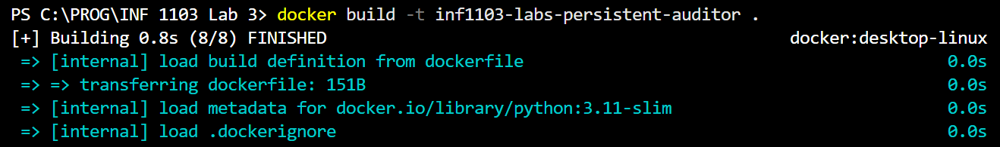 PS C:\PROG\INF 1103 Lab 3> docker build -t inf1103-labs-persistent-auditor .
[+] Building 0.8s (8/8) FINISHED docker:desktop-linux
=> [internal] load build definition from dockerfile 0.0s
=> => transferring dockerfile: 151B 0.0s
=> [internal] load metadata for docker.io/library/python:3.11-slim 0.0s
=> [internal] load .dockerignore 0.0s